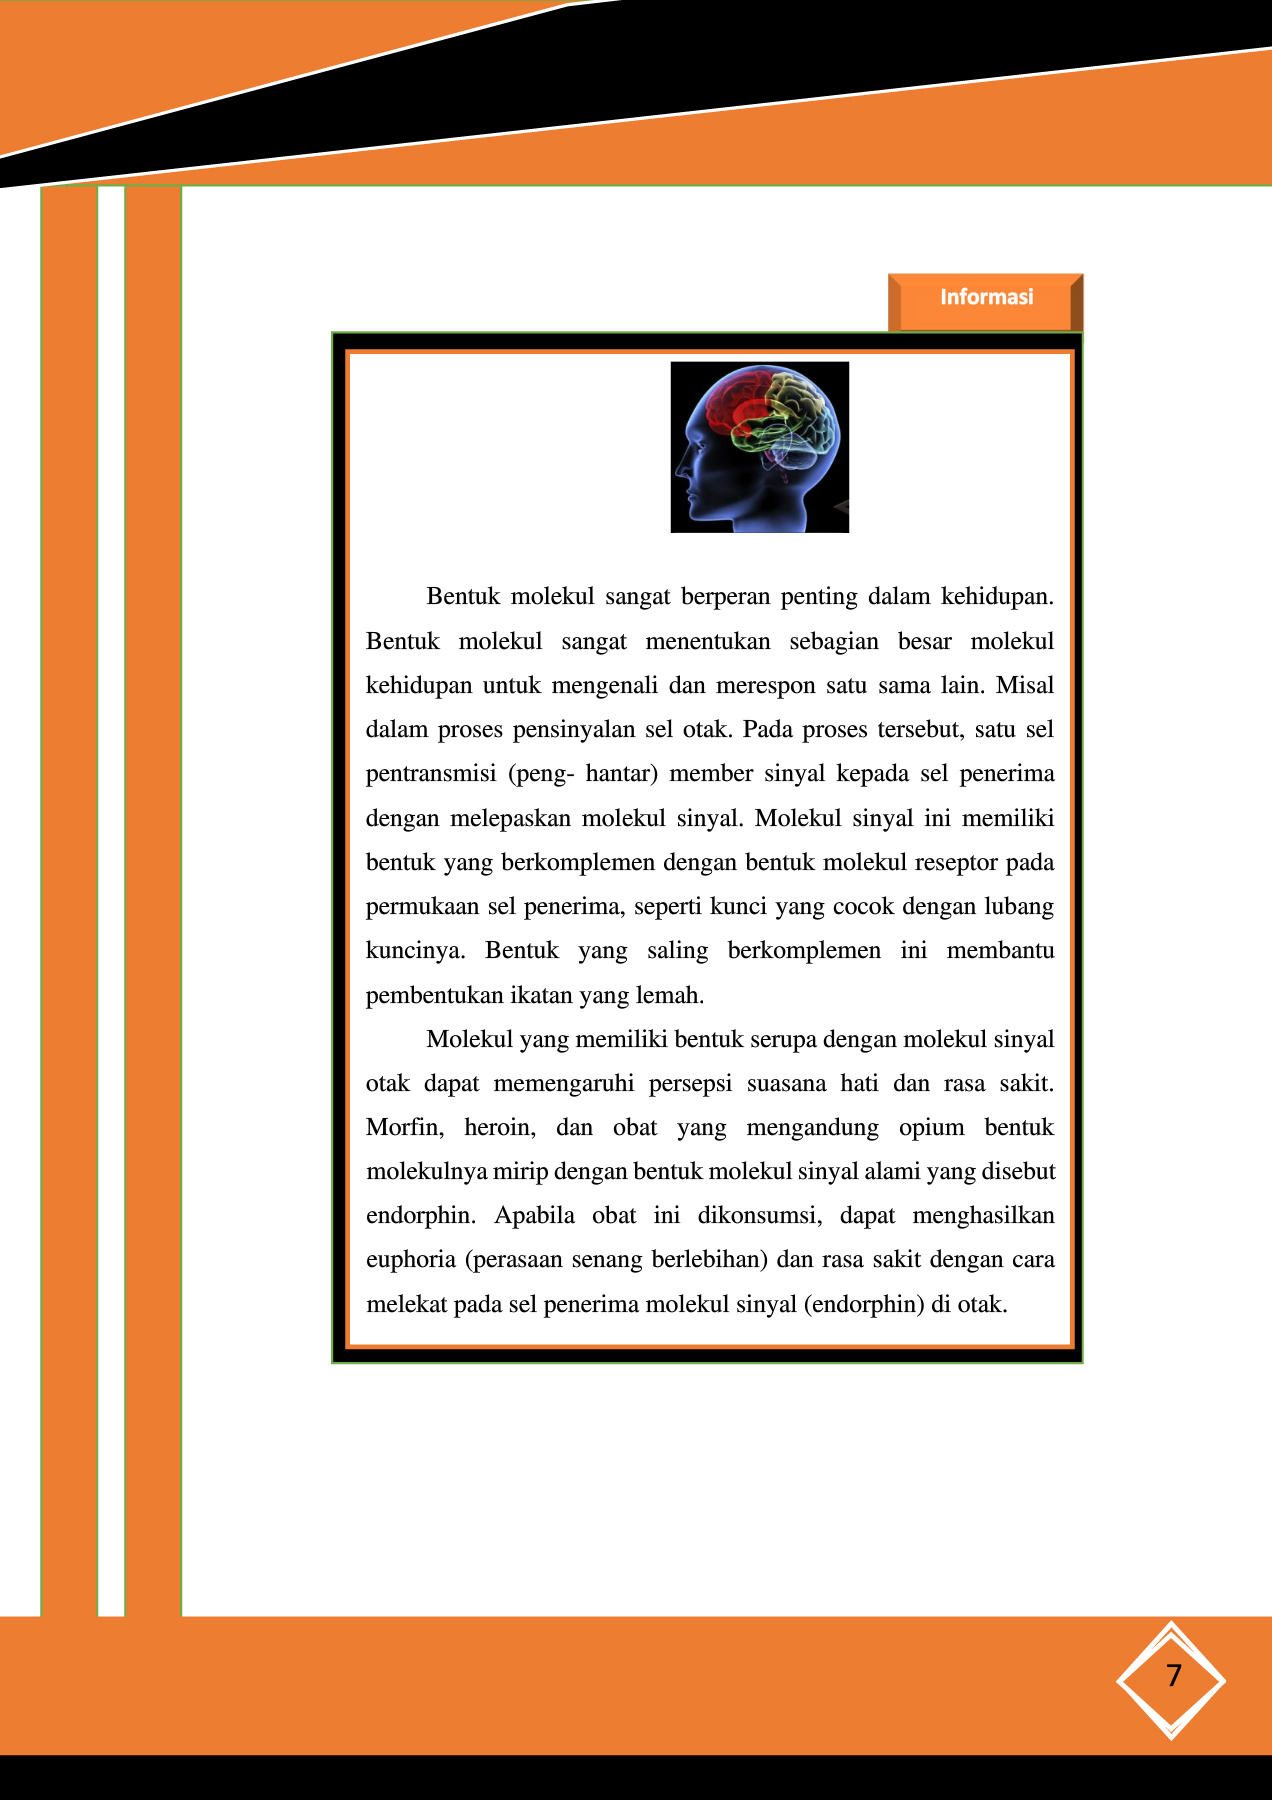 Informasi
Bentuk molekul sangat berperan penting dalam kehidupan.
Bentuk molekul sangat menentukan sebagian besar molekul
kehidupan untuk mengenali dan merespon satu sama lain. Misal
dalam proses pensinyalan sel otak. Pada proses tersebut, satu sel
pentransmisi (peng- hantar) member sinyal kepada sel penerima
dengan melepaskan molekul sinyal. Molekul sinyal ini memiliki
bentuk yang berkomplemen dengan bentuk molekul reseptor pada
permukaan sel penerima, seperti kunci yang cocok dengan lubang
kuncinya. Bentuk yang saling berkomplemen ini membantu
pembentukan ikatan yang lemah.
Molekul yang memiliki bentuk serupa dengan molekul sinyal
otak dapat memengaruhi persepsi suasana hati dan rasa sakit.
Morfin, heroin, dan obat yang mengandung opium bentuk
molekulnya mirip dengan bentuk molekul sinyal alami yang disebut
endorphin. Apabila obat ini dikonsumsi, dapat menghasilkan
euphoria (perasaan senang berlebihan) dan rasa sakit dengan cara
melekat pada sel penerima molekul sinyal (endorphin) di otak.
7